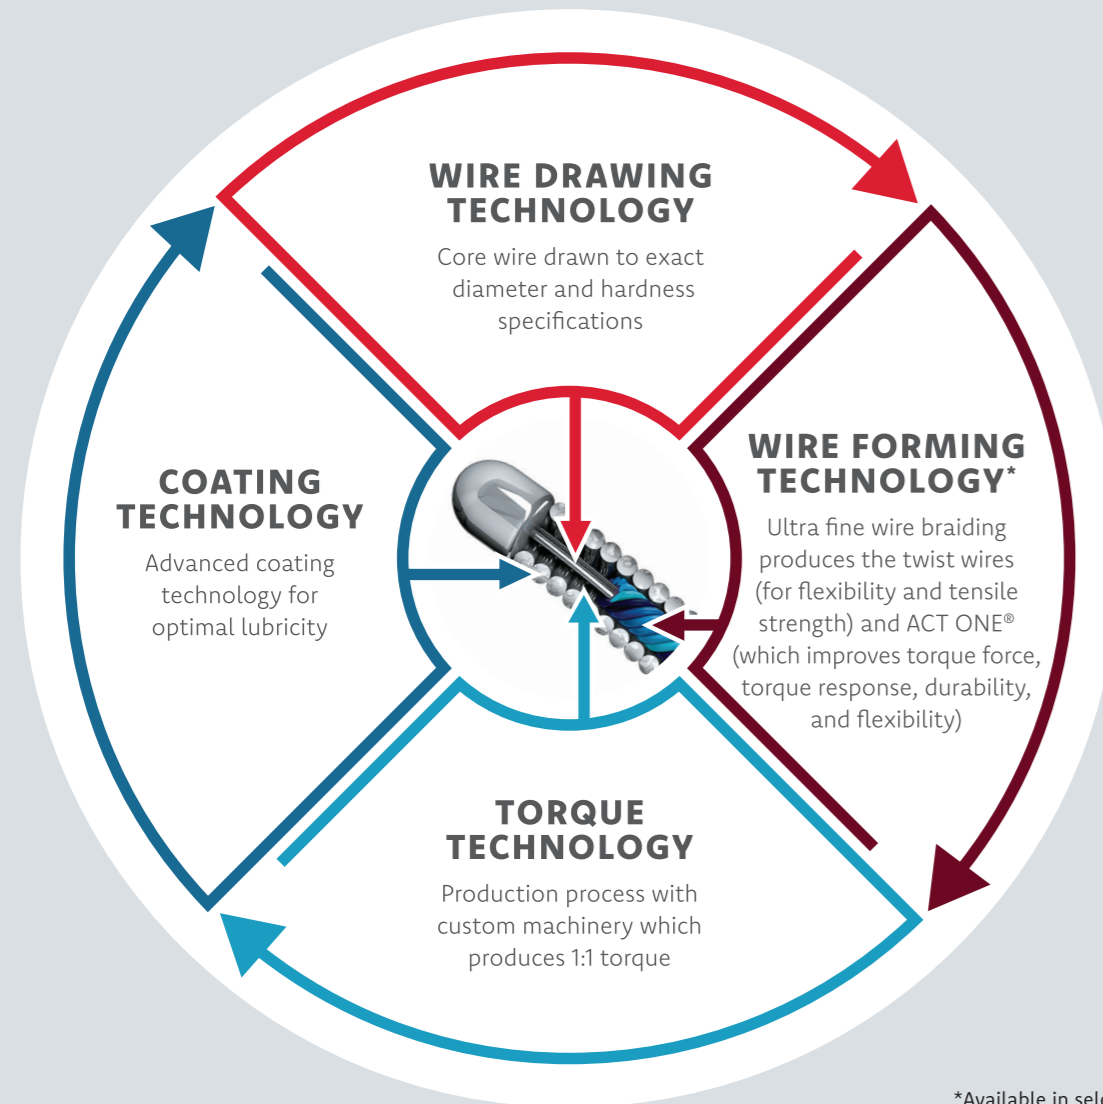 WIRE DRAWING
TECHNOLOGY
Core wire drawn to exact
diameter and hardness
specifications
WIRE FORMING
TECHNOLOGY*
Ultra fine wire braiding
produces the twist wires
(for flexibility and tensile
strength) and ACT ONE®
(which improves torque force,
torque response, durability,
and flexibility)
COATING
TECHNOLOGY
Advanced coating
technology for
optimal lubricity
TORQUE
TECHNOLOGY
Production process with
custom machinery which
produces 1:1 torque
*Available in